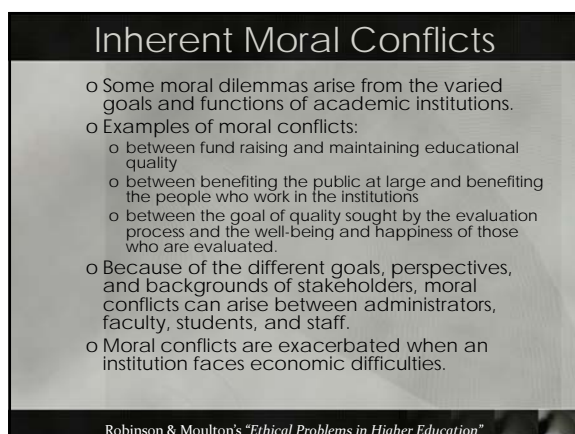 Inherent Moral Conflicts
o Some moral dilemmas arise from the varied
goals and functions of academic institutions.
o Examples of moral conflicts:
o between fund raising and maintaining educational
quality
o between benefiting the public at large and benefiting
the people who work in the institutions
o between the goal of quality sought by the evaluation
process and the well-being and happiness of those
who are evaluated.
o Because of the different goals, perspectives,
and backgrounds of stakeholders, moral
conflicts can arise between administrators,
faculty, students, and staff.
o Moral conflicts are exacerbated when an
institution faces economic difficulties.
Robinson & Moulton's "Ethical Problems in Higher Education"